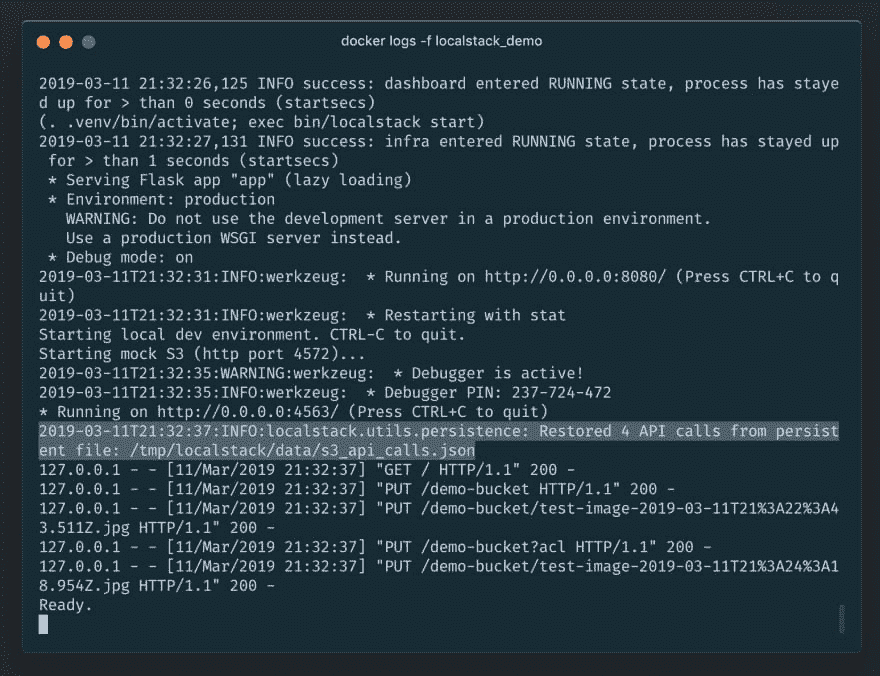 docker logs -f localstack_demo
2019-03-11 21:32:26,125 INFO success: dashboard entered RUNNING state, process has staye
d up for > than 0 seconds (startsecs)
(. .venv/bin/activate; exec bin/localstack start)
2019-03-11 21:32:27,131 INFO success: infra entered RUNNING state, process has stayed up
 for > than 1 seconds (startsecs)
 * Serving Flask app "app" (lazy loading)
 * Environment: production
   WARNING: Do not use the development server in a production environment.
   Use a production WSGI server instead.
 * Debug mode: on
2019-03-11T21:32:31:INFO:werkzeug:  * Running on http://0.0.0.0:8080/ (Press CTRL+C to q
uit)
2019-03-11T21:32:31:INFO:werkzeug:  * Restarting with stat
Starting local dev environment. CTRL-C to quit.
Starting mock S3 (http port 4572)...
2019-03-11T21:32:35:WARNING:werkzeug:  * Debugger is active!
2019-03-11T21:32:35:INFO:werkzeug:  * Debugger PIN: 237-724-472
* Running on http://0.0.0.0:4563/ (Press CTRL+C to quit)
2019-03-11T21:32:37:INFO:localstack.utils.persistence: Restored 4 API calls from persist
ent file: /tmp/localstack/data/s3_api_calls.json
127.0.0.1 - - [11/Mar/2019 21:32:37] "GET / HTTP/1.1" 200 -
127.0.0.1 - - [11/Mar/2019 21:32:37] "PUT /demo-bucket HTTP/1.1" 200 -
127.0.0.1 - - [11/Mar/2019 21:32:37] "PUT /demo-bucket/test-image-2019-03-11T21%3A22%3A4
3.511Z.jpg HTTP/1.1" 200 -
127.0.0.1 - - [11/Mar/2019 21:32:37] "PUT /demo-bucket?acl HTTP/1.1" 200 -
127.0.0.1 - - [11/Mar/2019 21:32:37] "PUT /demo-bucket/test-image-2019-03-11T21%3A24%3A1
8.954Z.jpg HTTP/1.1" 200 -
Ready.